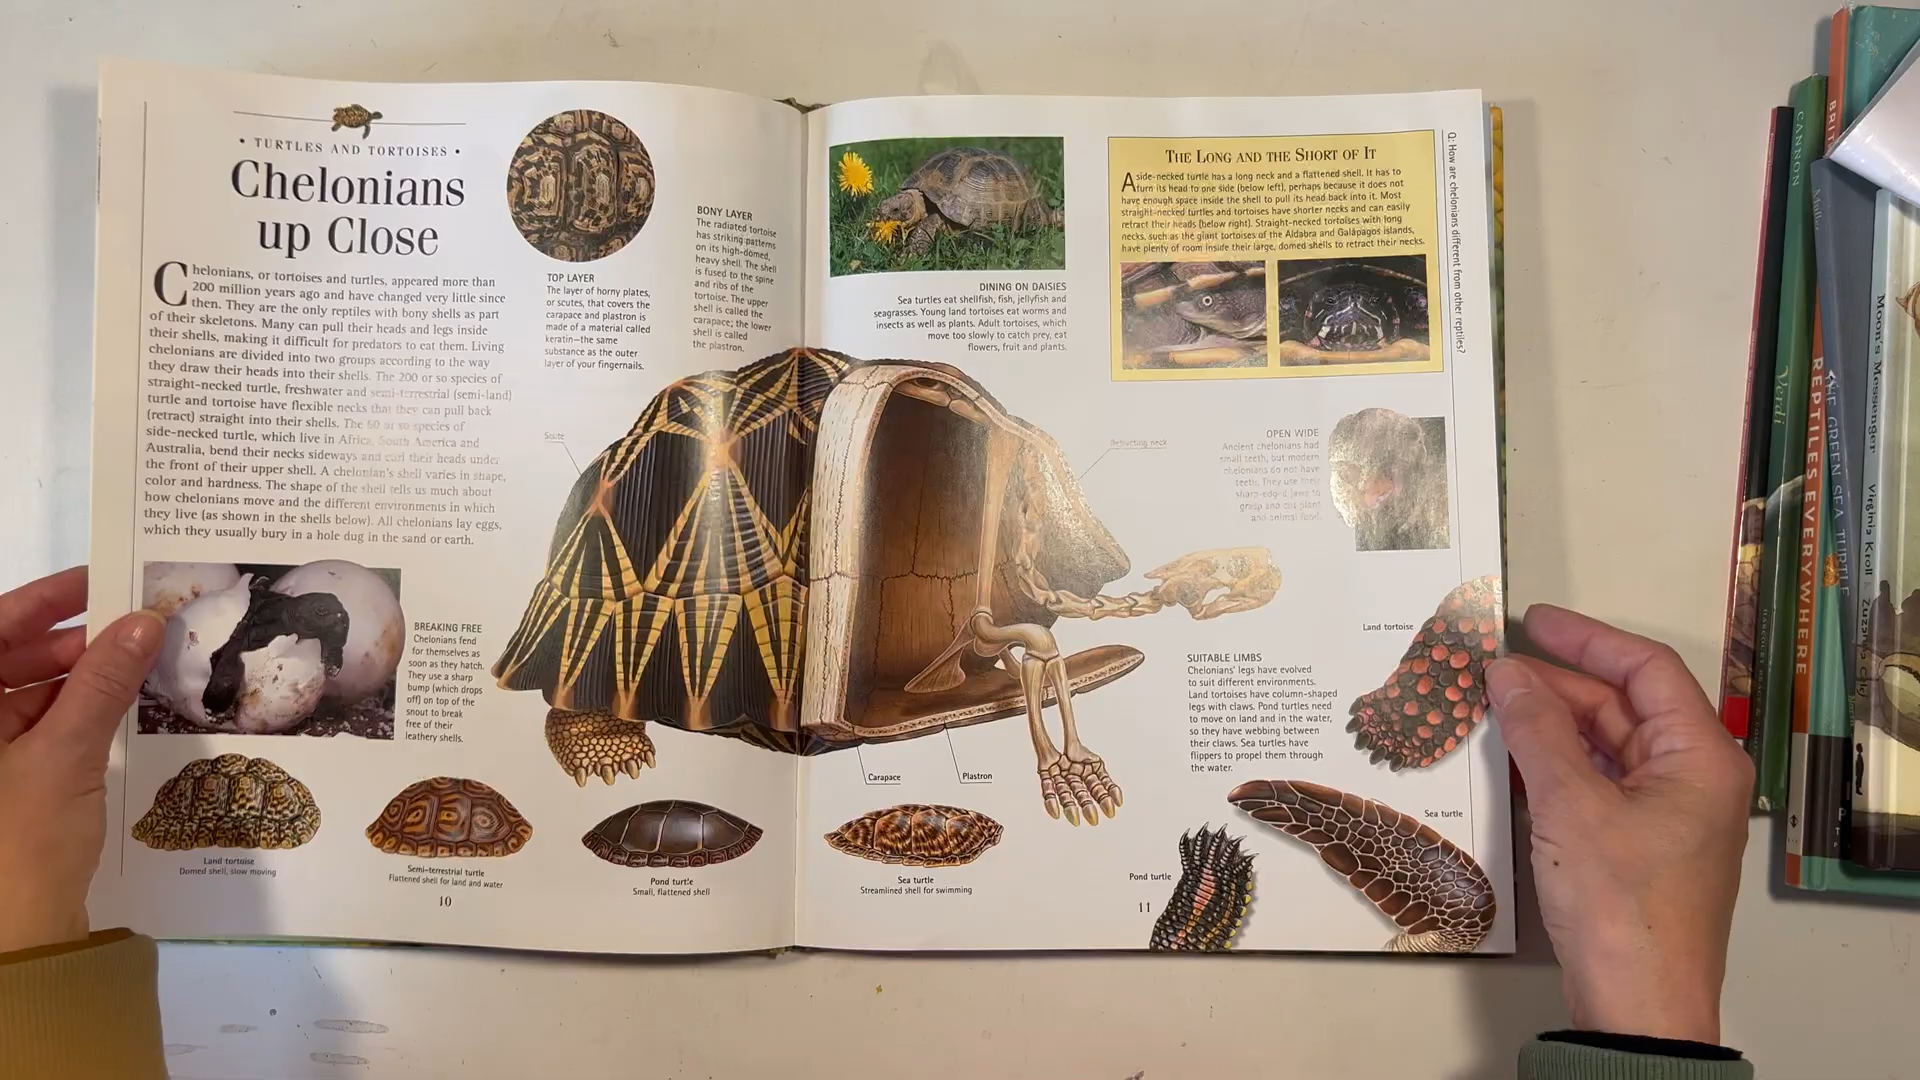 • TURTLES AND TORTOISES •
Chelonians
up Close
Chelonians, or tortoises and turtles, appeared more than
200 million years ago and have changed very little since
then. They are the only reptiles with bony shells as part
of their skeletons. Many can pull their heads and legs inside
their shells, making it difficult for predators to eat them. Living
chelonians are divided into two groups according to the way
they draw their heads into their shells. The 200 or so species of
straight-necked turtle, freshwater and semi-terrestrial (semi-land)
turtle and tortoise have flexible necks that they can pull back
(retract) straight into their shells. The 60 or so species of
side-necked turtle, which live in Africa, South America and
Australia, bend their necks sideways and curl their heads under
the front of their upper shell. A chelonian's shell varies in shape,
color and hardness. The shape of the shell tells us much about
how chelonians move and the different environments in which
they live (as shown in the shells below). All chelonians lay eggs,
which they usually bury in a hole dug in the sand or earth.
TOP LAYER
The layer of horny plates,
or scutes, that covers the
carapace and plastron is
made of a material called
keratin—the same
substance as the outer
layer of your fingernails.
BONY LAYER
The radiated tortoise
has striking patterns
on its high-domed,
heavy shell. The shell
is fused to the spine
and ribs of the
tortoise. The upper
shell is called the
carapace; the lower
shell is called
the plastron.
Scute
BREAKING FREE
Chelonians fend
for themselves as
soon as they hatch.
They use a sharp
bump (which drops
off) on top of the
snout to break
free of their
leathery shells.
Land tortoise
Domed shell, slow moving
Semi-terrestrial turtle
Flattened shell for land and water
Pond turtle
Small, flattened shell
10
DINING ON DAISIES
Sea turtles eat shellfish, fish, jellyfish and
seagrasses. Young land tortoises eat worms and
insects as well as plants. Adult tortoises, which
move too slowly to catch prey, eat
flowers, fruit and plants.
THE LONG AND THE SHORT OF IT
A side-necked turtle has a long neck and a flattened shell. It has to
turn its head to one side (below left), perhaps because it does not
have enough space inside the shell to pull its head back into it. Most
straight-necked turtles and tortoises have shorter necks and can easily
retract their heads (below right). Straight-necked tortoises with long
necks, such as the giant tortoises of the Aldabra and Galápagos islands,
have plenty of room inside their large, domed shells to retract their necks.
Q: How are chelonians different from other reptiles?
Retracting neck
OPEN WIDE
Ancient chelonians had
small teeth, but modern
chelonians do not have
teeth. They use their
sharp-edged jaws to
grasp and cut plant
and animal food.
SUITABLE LIMBS
Chelonians' legs have evolved
to suit different environments.
Land tortoises have column-shaped
legs with claws. Pond turtles need
to move on land and in the water,
so they have webbing between
their claws. Sea turtles have
flippers to propel them through
the water.
Land tortoise
Carapace
Plastron
Sea turtle
Streamlined shell for swimming
Sea turtle
Pond turtle
11
CANNON
Verdi
REPTILES EVERYWHERE
GREEN SEA TURTLE
Moon's Messenger
Virginia Kroll